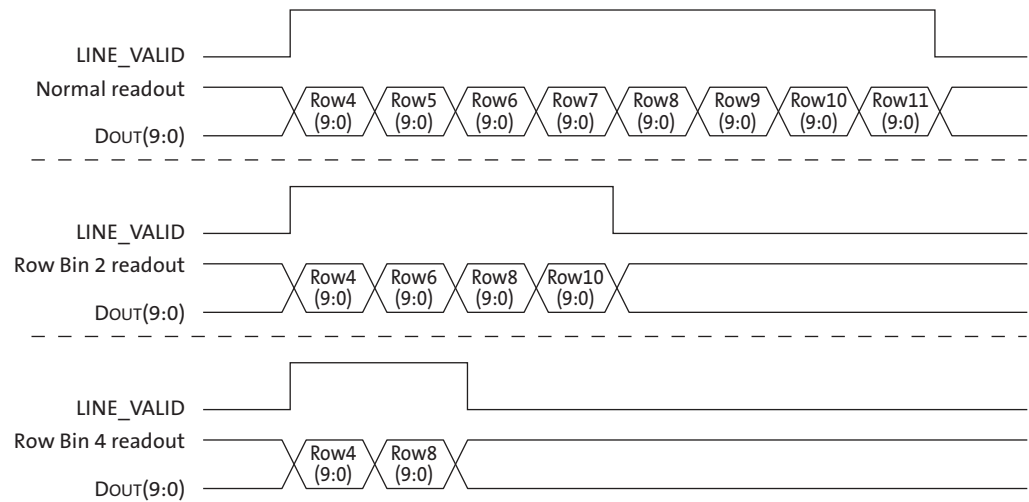 LINE_VALID
Normal readout
Row4 Row5 Row6 Row7 Row8 Row9 Row10 Row11
(9:0) (9:0) (9:0) (9:0) (9:0) (9:0) (9:0) (9:0)
DOUT(9:0)
LINE_VALID
Row Bin 2 readout
Row4 Row6 Row8 Row10
(9:0) (9:0) (9:0) (9:0)
DOUT(9:0)
LINE_VALID
Row Bin 4 readout
Row4 Row8
(9:0) (9:0)
DOUT(9:0)